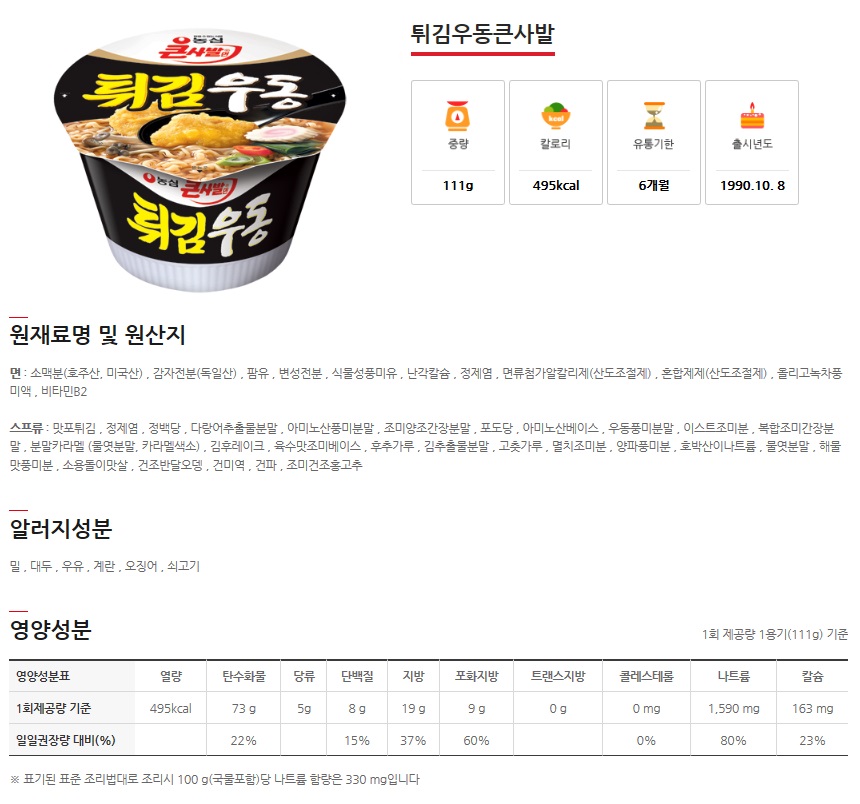 농심
큰사발면
튀김우동
농심 큰사발면
튀김우동
튀김우동큰사발
중량
칼로리
유통기한
출시년도
kcal
111g
495kcal
6개월
1990.10. 8
원재료명 및 원산지
면 : 소맥분(호주산, 미국산) , 감자전분(독일산) , 팜유 , 변성전분 , 식물성풍미유 , 난각칼슘 , 정제염 , 면류첨가알칼리제(산도조절제) , 혼합제제(산도조절제) , 올리고녹차풍
미액 , 비타민B2
스프류 : 맛포튀김 , 정제염 , 정백당 , 다랑어추출물분말 , 아미노산풍미분말 , 조미양조간장분말 , 포도당 , 아미노산베이스 , 우동풍미분말 , 이스트조미분 , 복합조미간장분
말 , 분말카라멜 (물엿분말, 카라멜색소) , 김후레이크 , 육수맛조미베이스 , 후추가루 , 김추출물분말 , 고춧가루 , 멸치조미분 , 양파풍미분 , 호박산이나트륨 , 물엿분말 , 해물
맛풍미분 , 소용돌이맛살 , 건조반달오뎅 , 건미역 , 건파 , 조미건조홍고추
알러지성분
밀 , 대두 , 우유 , 계란 , 오징어 , 쇠고기
영양성분
1회 제공량 1용기(111g) 기준
영양성분표 열량 탄수화물 당류 단백질 지방 포화지방 트랜스지방 콜레스테롤 나트륨 칼슘
1회제공량 기준 495kcal 73 g 5g 8 g 19 g 9 g 0 g 0 mg 1,590 mg 163 mg
일일권장량 대비(%) 22% 15% 37% 60% 0% 80% 23%
※ 표기된 표준 조리법대로 조리시 100 g(국물포함)당 나트륨 함량은 330 mg입니다